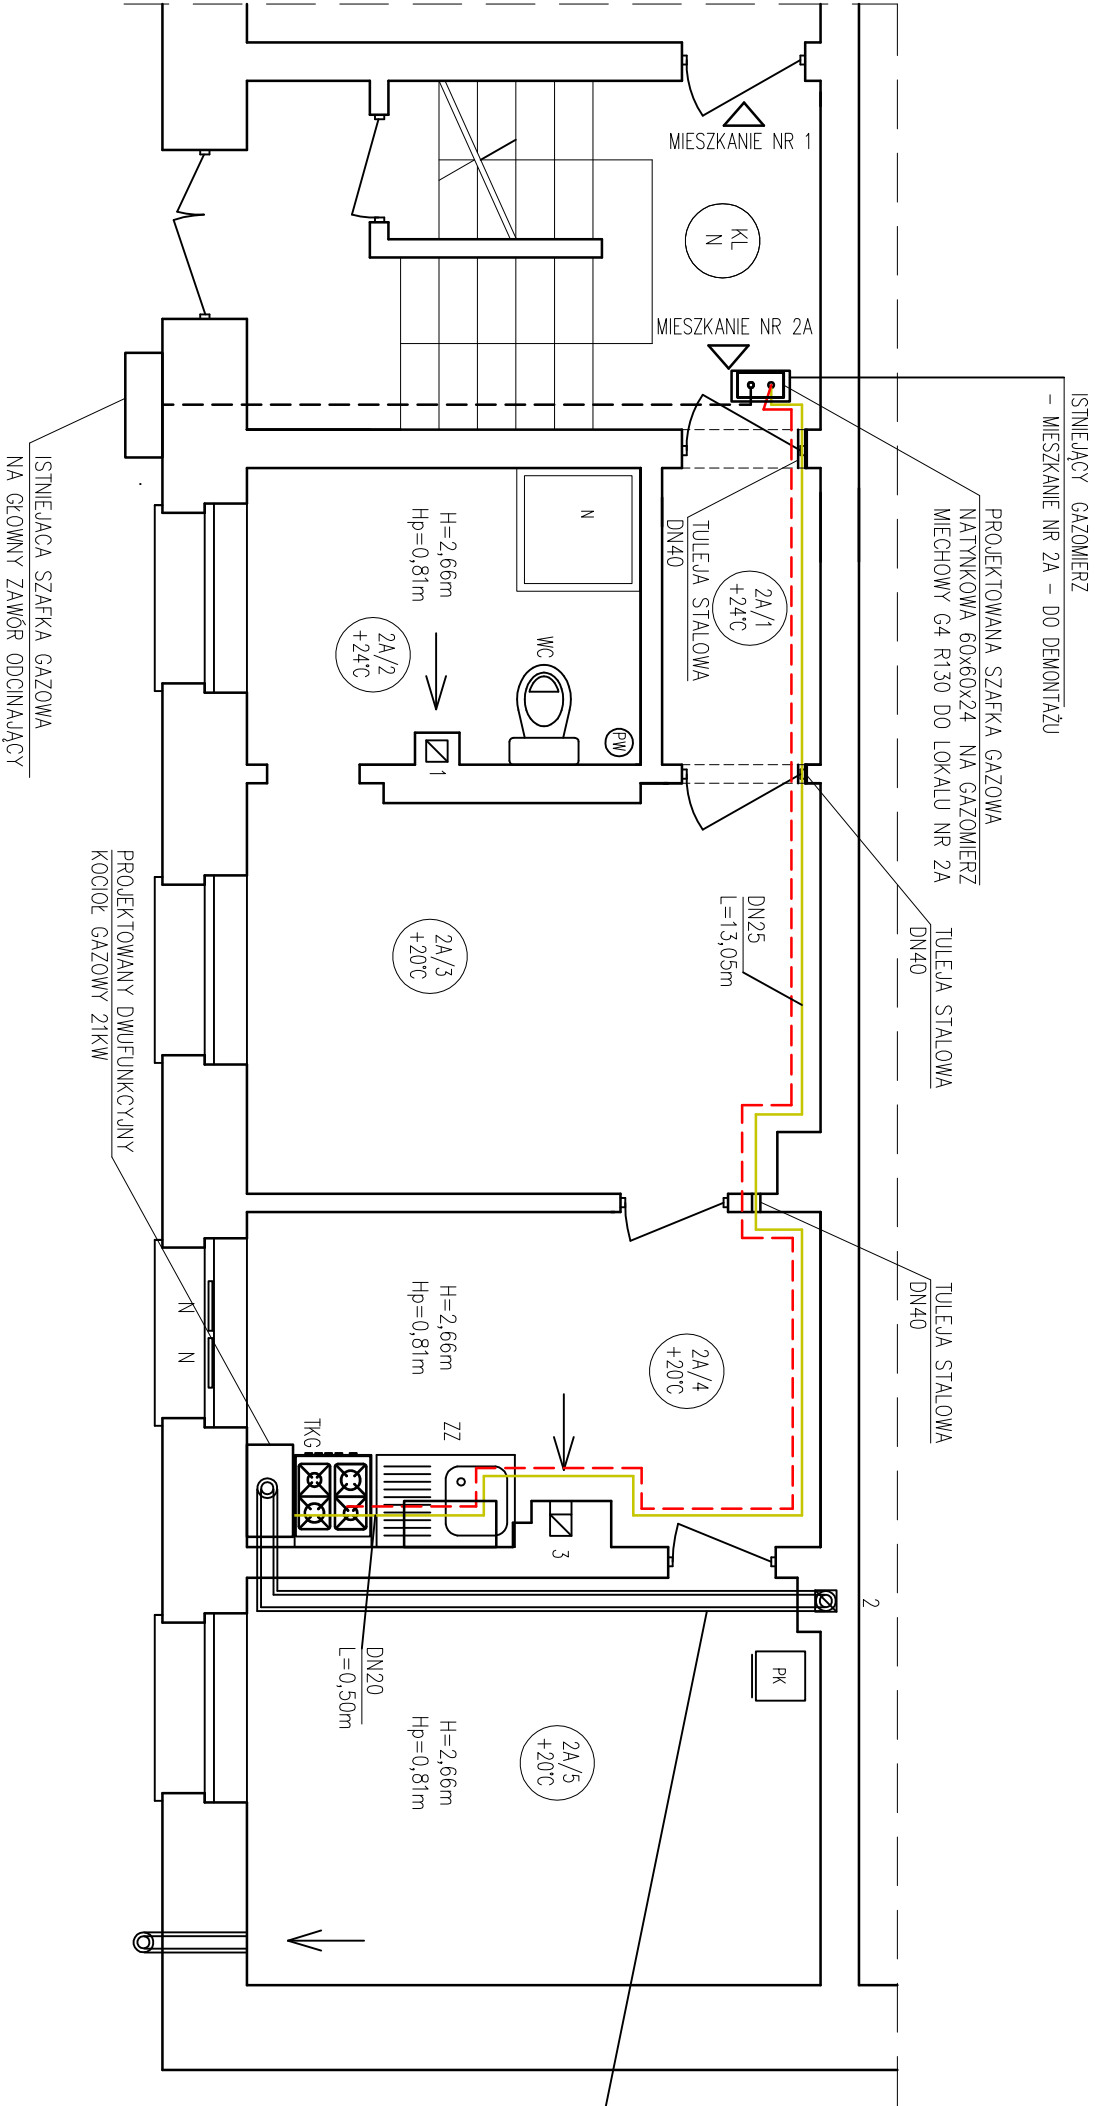 ISTNIEJĄCY GAZOMIERZ
- MIESZKANIE NR 2A - DO DEMONTAŻU
PROJEKTOWANA SZAFKA GAZOWA
NATYNKOWA 60x60x24 NA GAZOMIERZ
MIECHOWY G4 R130 DO LOKALU NR 2A
TULEJA STALOWA
DN40
TULEJA STALOWA
DN40
2
MIESZKANIE NR 1
KL
N
MIESZKANIE NR 2A
TULEJA STALOWA
DN40
2A/1
+24°C
DN25
L=13,05m
2A/4
+20°C
PK
N
WC
PW
3
2A/5
+20°C
H=2,66m
Hp=0,81m
2A/2
+24°C
1
2A/3
+20°C
H=2,66m
Hp=0,81m
ZZ
TKG
H=2,66m
Hp=0,81m
DN20
L=0,50m
N
N
PROJEKTOWANY DWUFUNKCYJNY
KOCIOŁ GAZOWY 21KW
ISTNIEJACA SZAFKA GAZOWA
NA GŁOWNY ZAWÓR ODCINAJĄCY